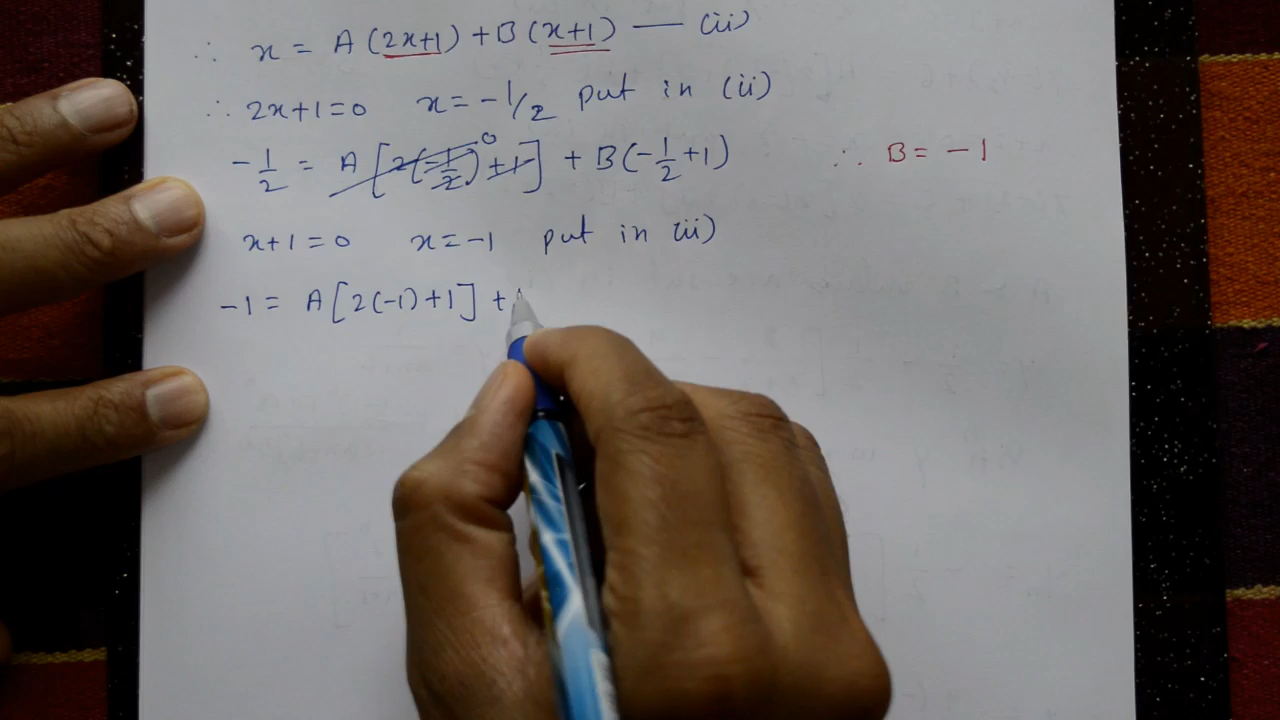 ∴ x = A (2x+1) + B (x+1) — (ii)
∴ 2x+1=0 x = -1/2 put in (ii)
-1/2 = A [2(-1/2)+1] 0 + B(-1/2+1) ∴ B = -1
x+1=0 x=-1 put in (ii)
-1 = A[2(-1)+1] +